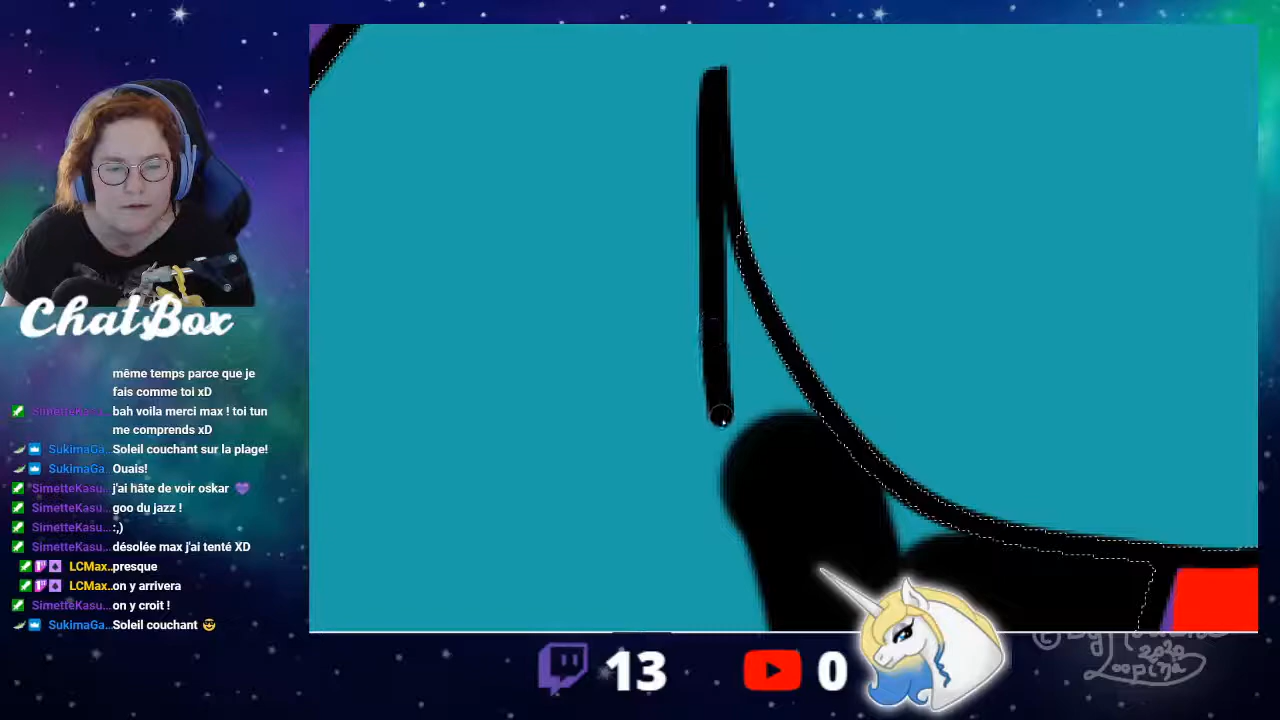 ChatBox
même temps parce que je
fais comme toi xD
SimetteKasu... bah voila merci max ! toi tun
me comprends xD
SukimaGa... Soleil couchant sur la plage!
SukimaGa... Ouais!
SimetteKasu... j'ai hâte de voir oskar 💜
SimetteKasu... goo du jazz !
SimetteKasu... :,)
SimetteKasu... désolée max j'ai tenté XD
LCMax.. presque
LCMax.. on y arrivera
SimetteKasu... on y croit !
SukimaGa... Soleil couchant 😎
13
0
2020
Loopina